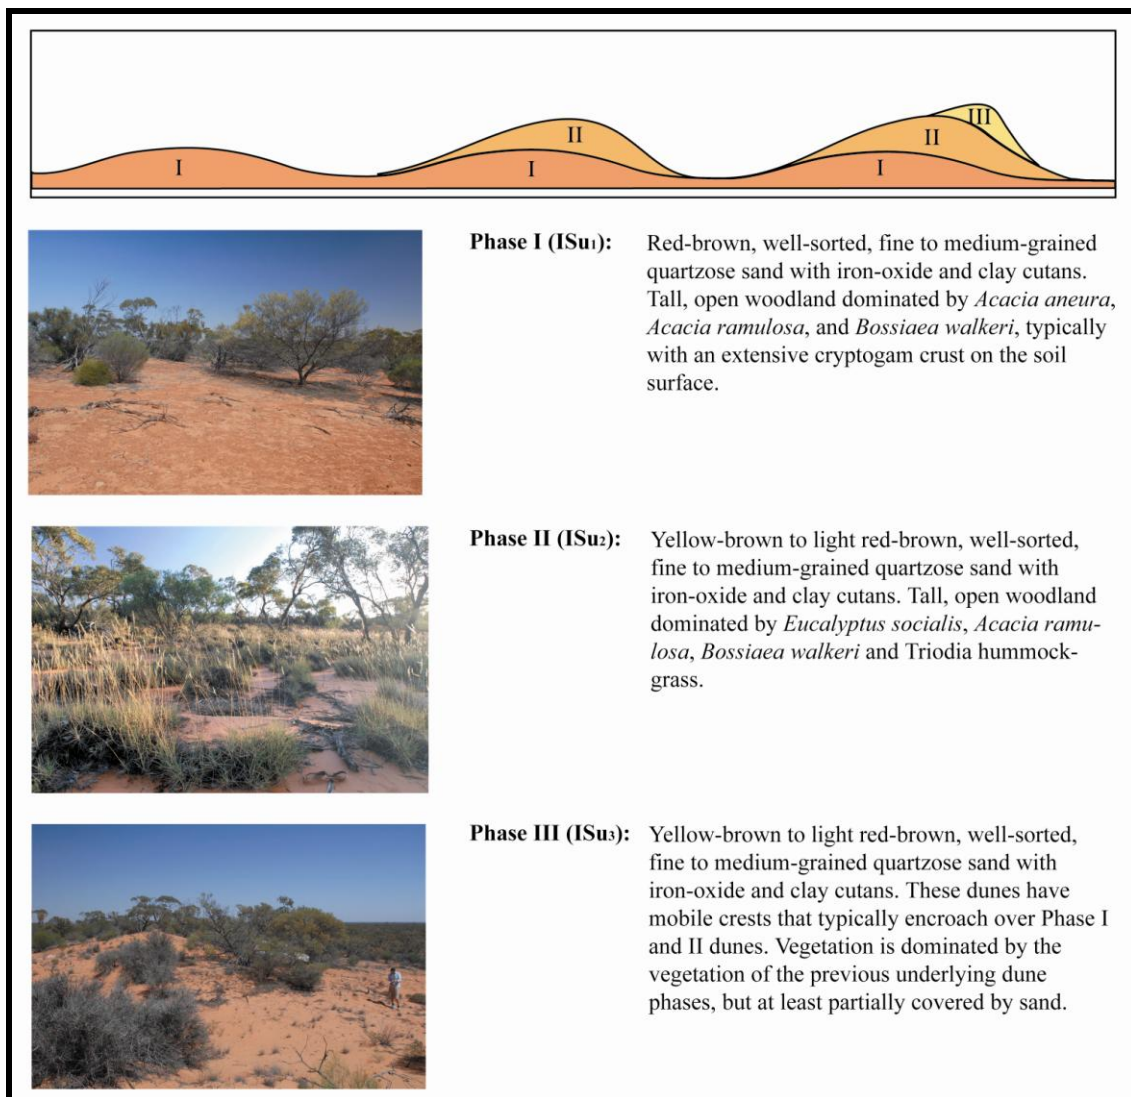 I
II
I
III
II
I
Phase I (ISu1):
Red-brown, well-sorted, fine to medium-grained
quartzose sand with iron-oxide and clay cutans.
Tall, open woodland dominated by Acacia aneura,
Acacia ramulosa, and Bossiaea walkeri, typically
with an extensive cryptogam crust on the soil
surface.
Phase II (ISu2):
Yellow-brown to light red-brown, well-sorted,
fine to medium-grained quartzose sand with
iron-oxide and clay cutans. Tall, open woodland
dominated by Eucalyptus socialis, Acacia ramu-
losa, Bossiaea walkeri and Triodia hummock-
grass.
Phase III (ISu3):
Yellow-brown to light red-brown, well-sorted,
fine to medium-grained quartzose sand with
iron-oxide and clay cutans. These dunes have
mobile crests that typically encroach over Phase I
and II dunes. Vegetation is dominated by the
vegetation of the previous underlying dune
phases, but at least partially covered by sand.